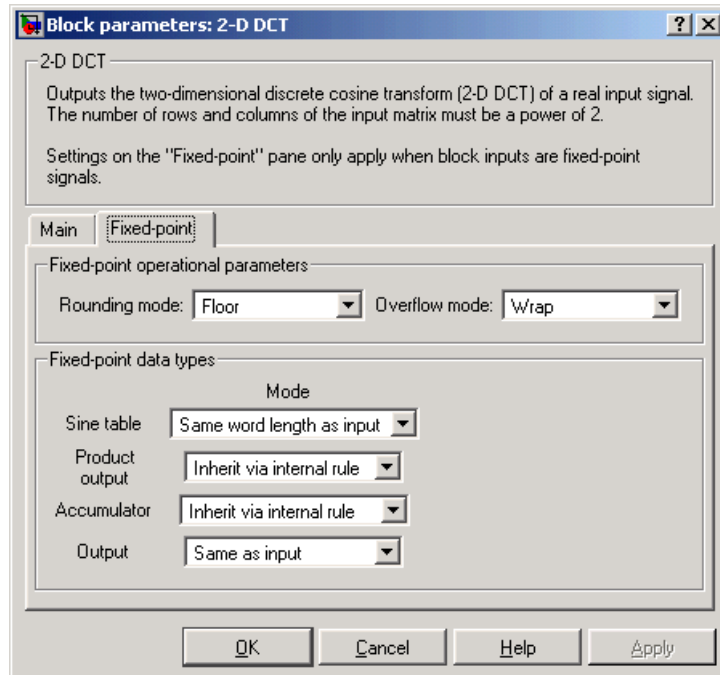 Block parameters: 2-D DCT
2-D DCT
Outputs the two-dimensional discrete cosine transform (2-D DCT) of a real input signal.
The number of rows and columns of the input matrix must be a power of 2.
Settings on the "Fixed-point" pane only apply when block inputs are fixed-point
signals.
Main Fixed-point
Fixed-point operational parameters
Rounding mode: Floor Overflow mode: Wrap
Fixed-point data types
Mode
Sine table Same word length as input
Product
output Inherit via internal rule
Accumulator Inherit via internal rule
Output Same as input
OK Cancel Help Apply